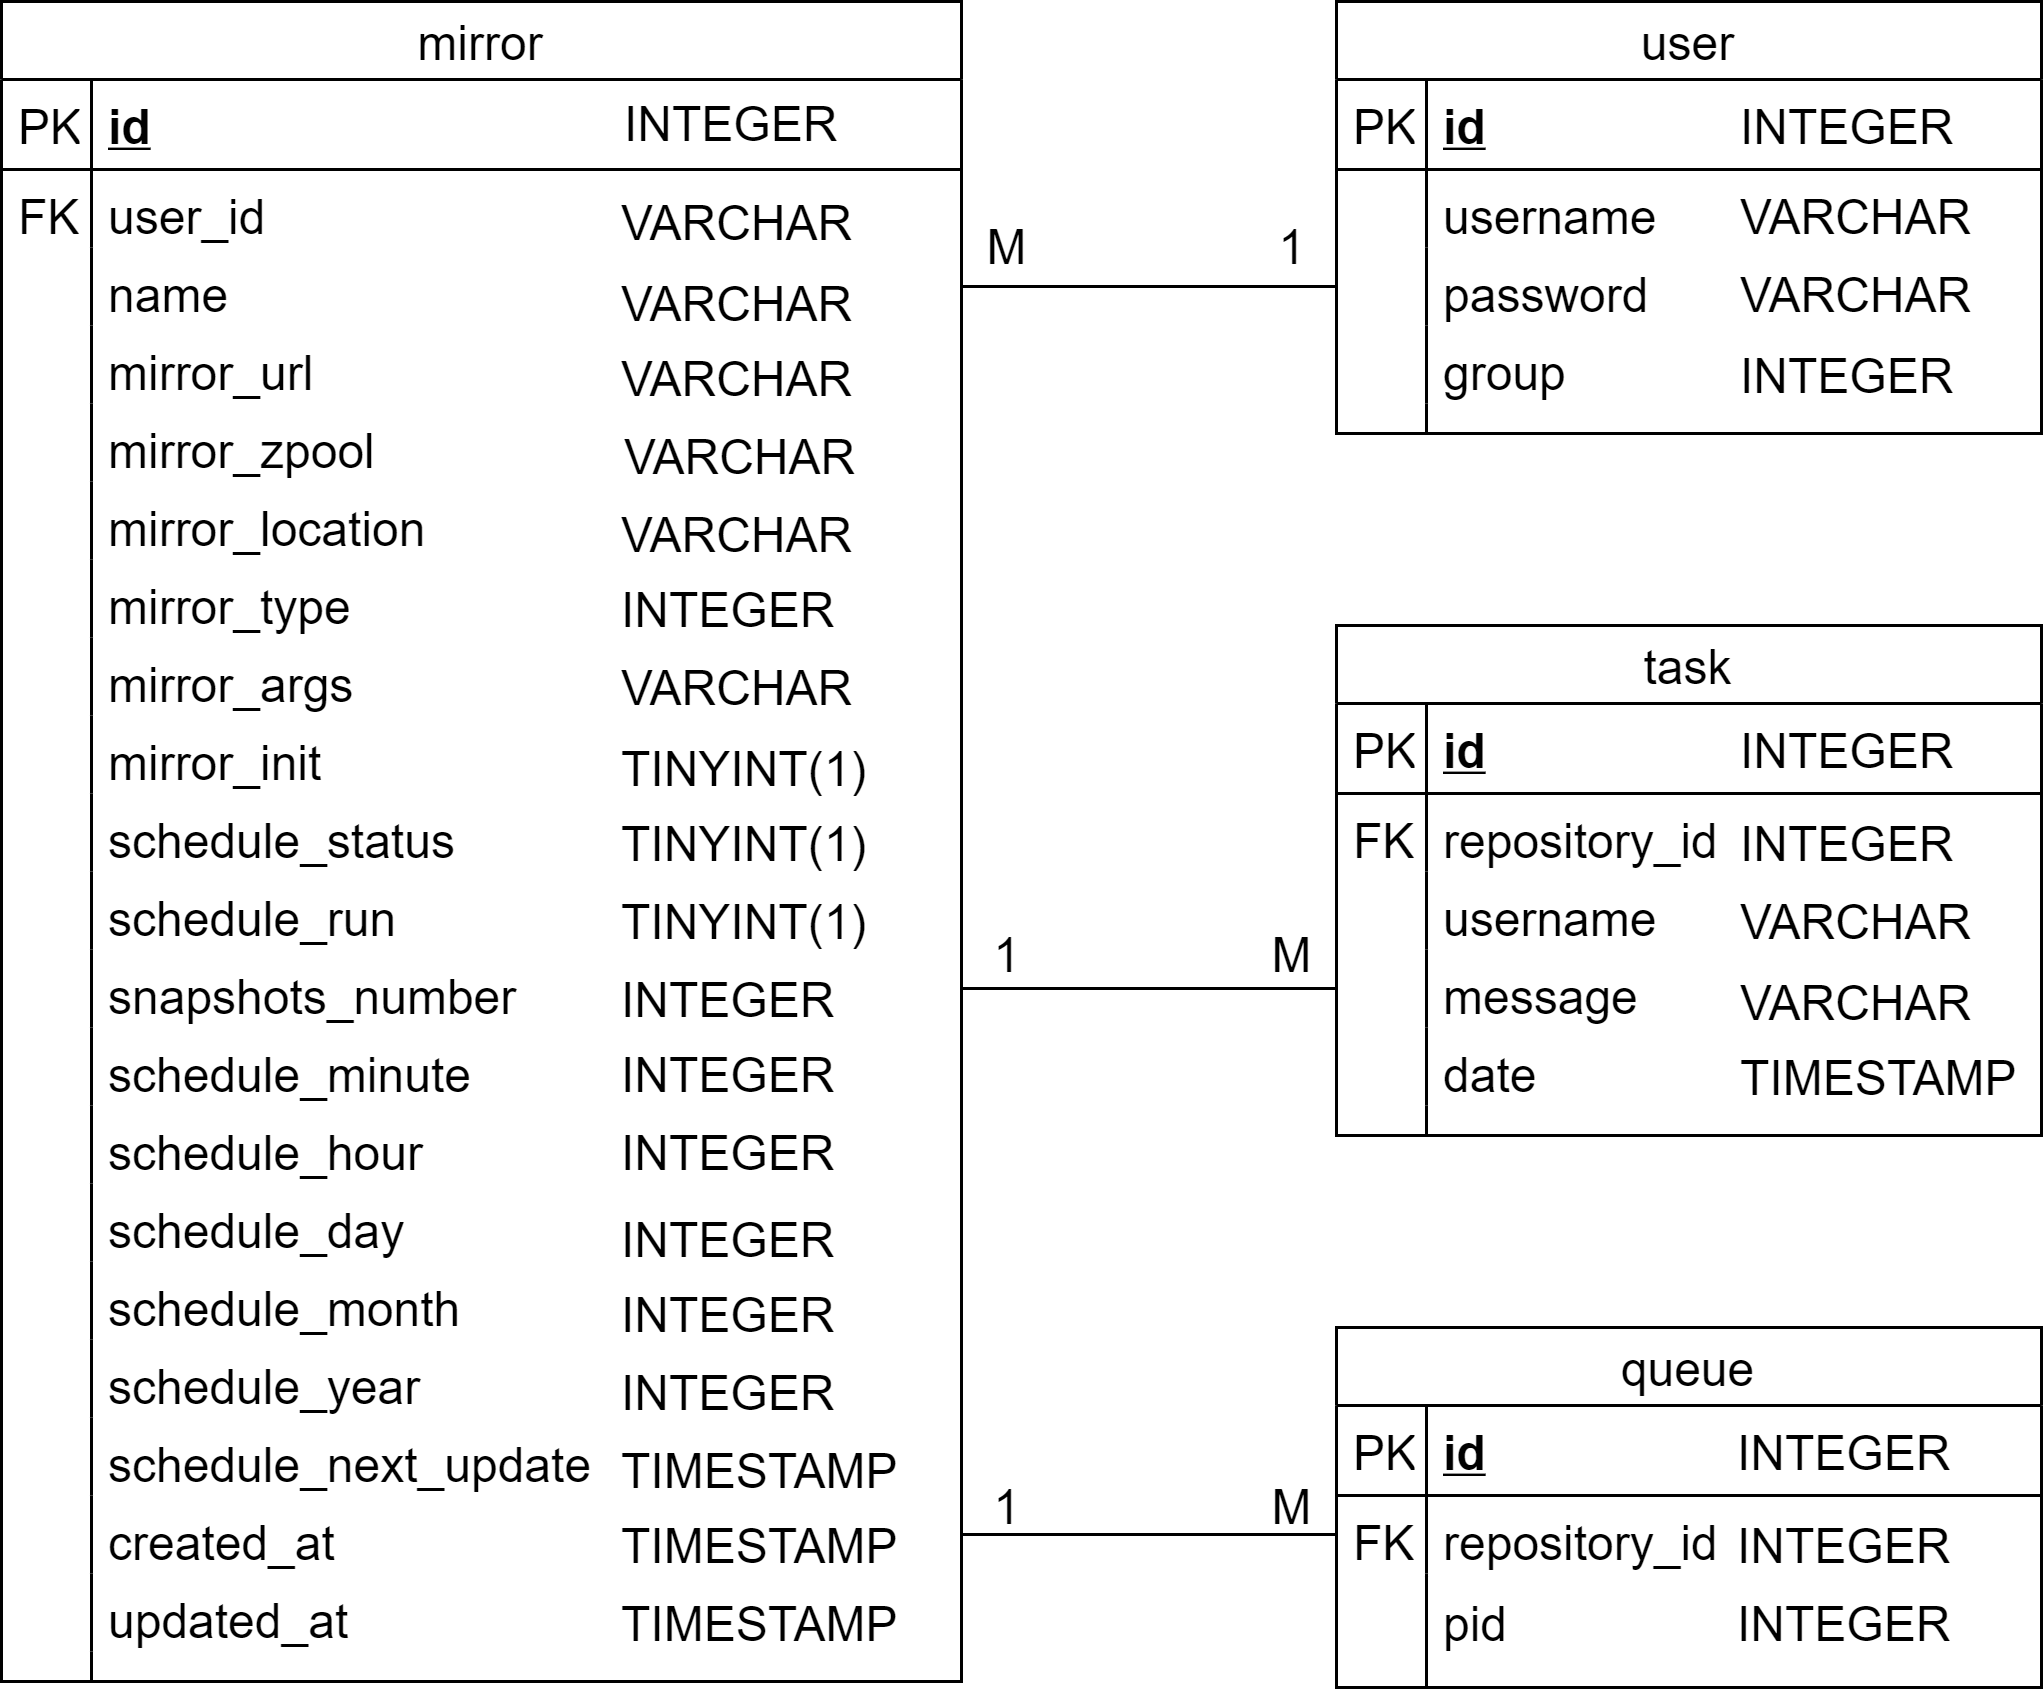 mirror
PK id INTEGER
FK user_id VARCHAR
name VARCHAR
mirror_url VARCHAR
mirror_zpool VARCHAR
mirror_location VARCHAR
mirror_type INTEGER
mirror_args VARCHAR
mirror_init TINYINT(1)
schedule_status TINYINT(1)
schedule_run TINYINT(1)
snapshots_number INTEGER
schedule_minute INTEGER
schedule_hour INTEGER
schedule_day INTEGER
schedule_month INTEGER
schedule_year INTEGER
schedule_next_update TIMESTAMP
created_at TIMESTAMP
updated_at TIMESTAMP
M 1
1 M
1 M
user
PK id INTEGER
username VARCHAR
password VARCHAR
group INTEGER
task
PK id INTEGER
FK repository_id INTEGER
username VARCHAR
message VARCHAR
date TIMESTAMP
queue
PK id INTEGER
FK repository_id INTEGER
pid INTEGER